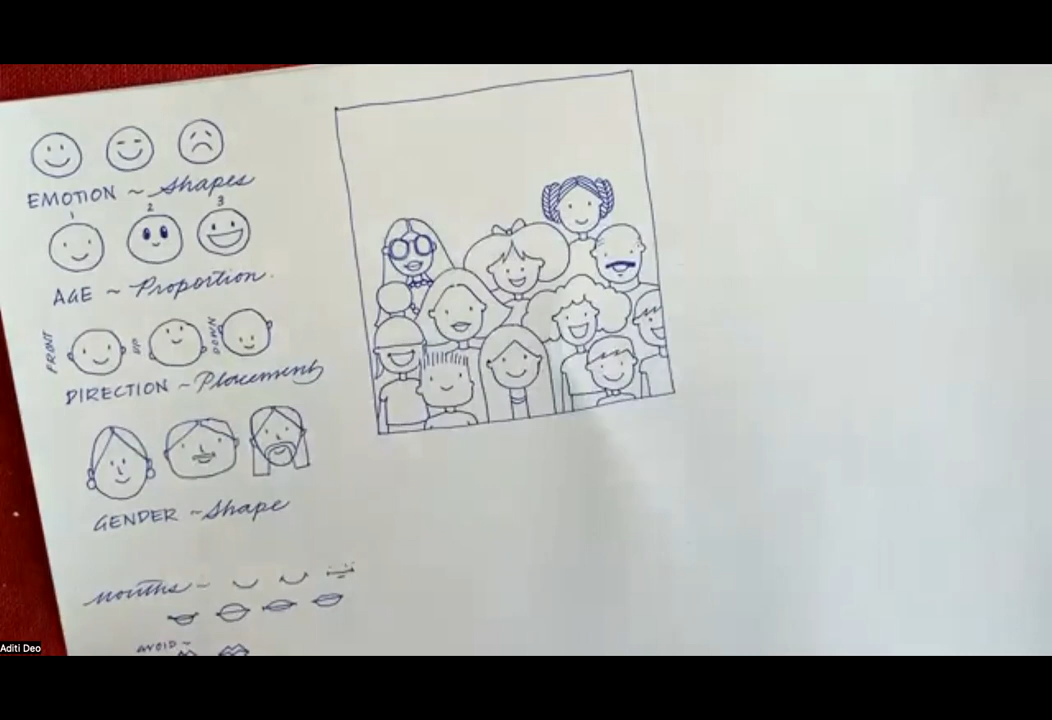 EMOTION ~ Shapes
1 2 3
AGE ~ Proportion.
FRONT UP DOWN
DIRECTION ~ Placement
GENDER ~ Shape
mouths ~
AVOID ~
Aditi Deo